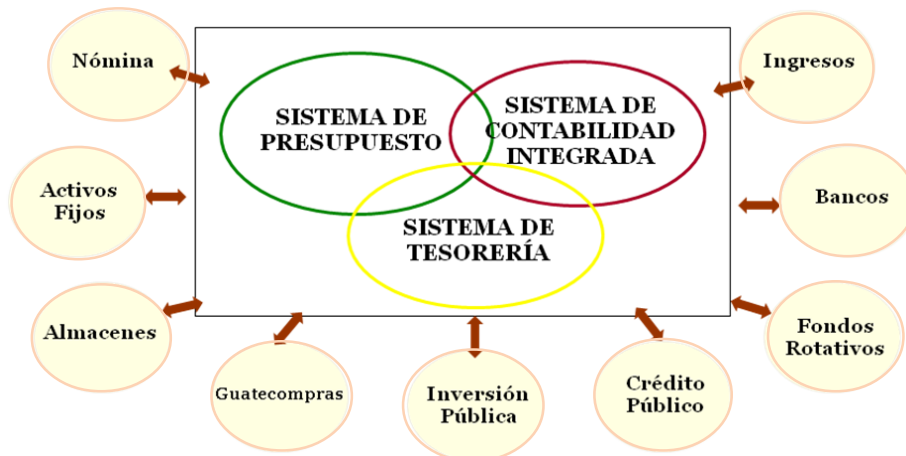 Nómina
Ingresos
SISTEMA DE
PRESUPUESTO
SISTEMA DE
CONTABILIDAD
INTEGRADA
Activos
Fijos
Bancos
SISTEMA DE
TESORERÍA
Almacenes
Fondos
Rotativos
Guatecompras
Inversión
Pública
Crédito
Público